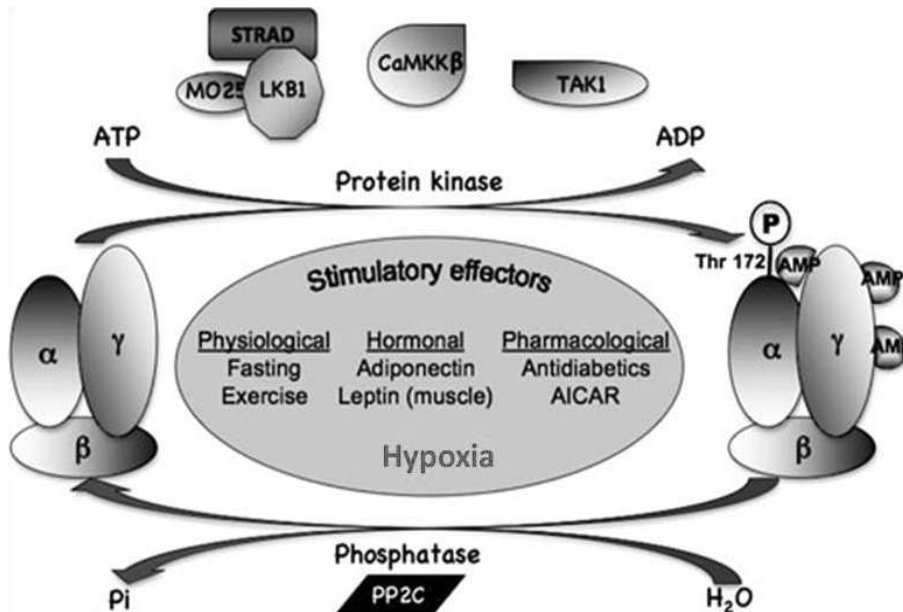 STRAD
MO25
LKB1
CaMKKβ
TAK1
ATP
ADP
Protein kinase
P
Thr 172
AMP
AMP
AM
Stimulatory effectors
Physiological Hormonal Pharmacological
Fasting Adiponectin Antidiabetics
Exercise Leptin (muscle) AICAR
Hypoxia
α
γ
β
α
γ
β
Phosphatase
PP2C
Pi
H₂O